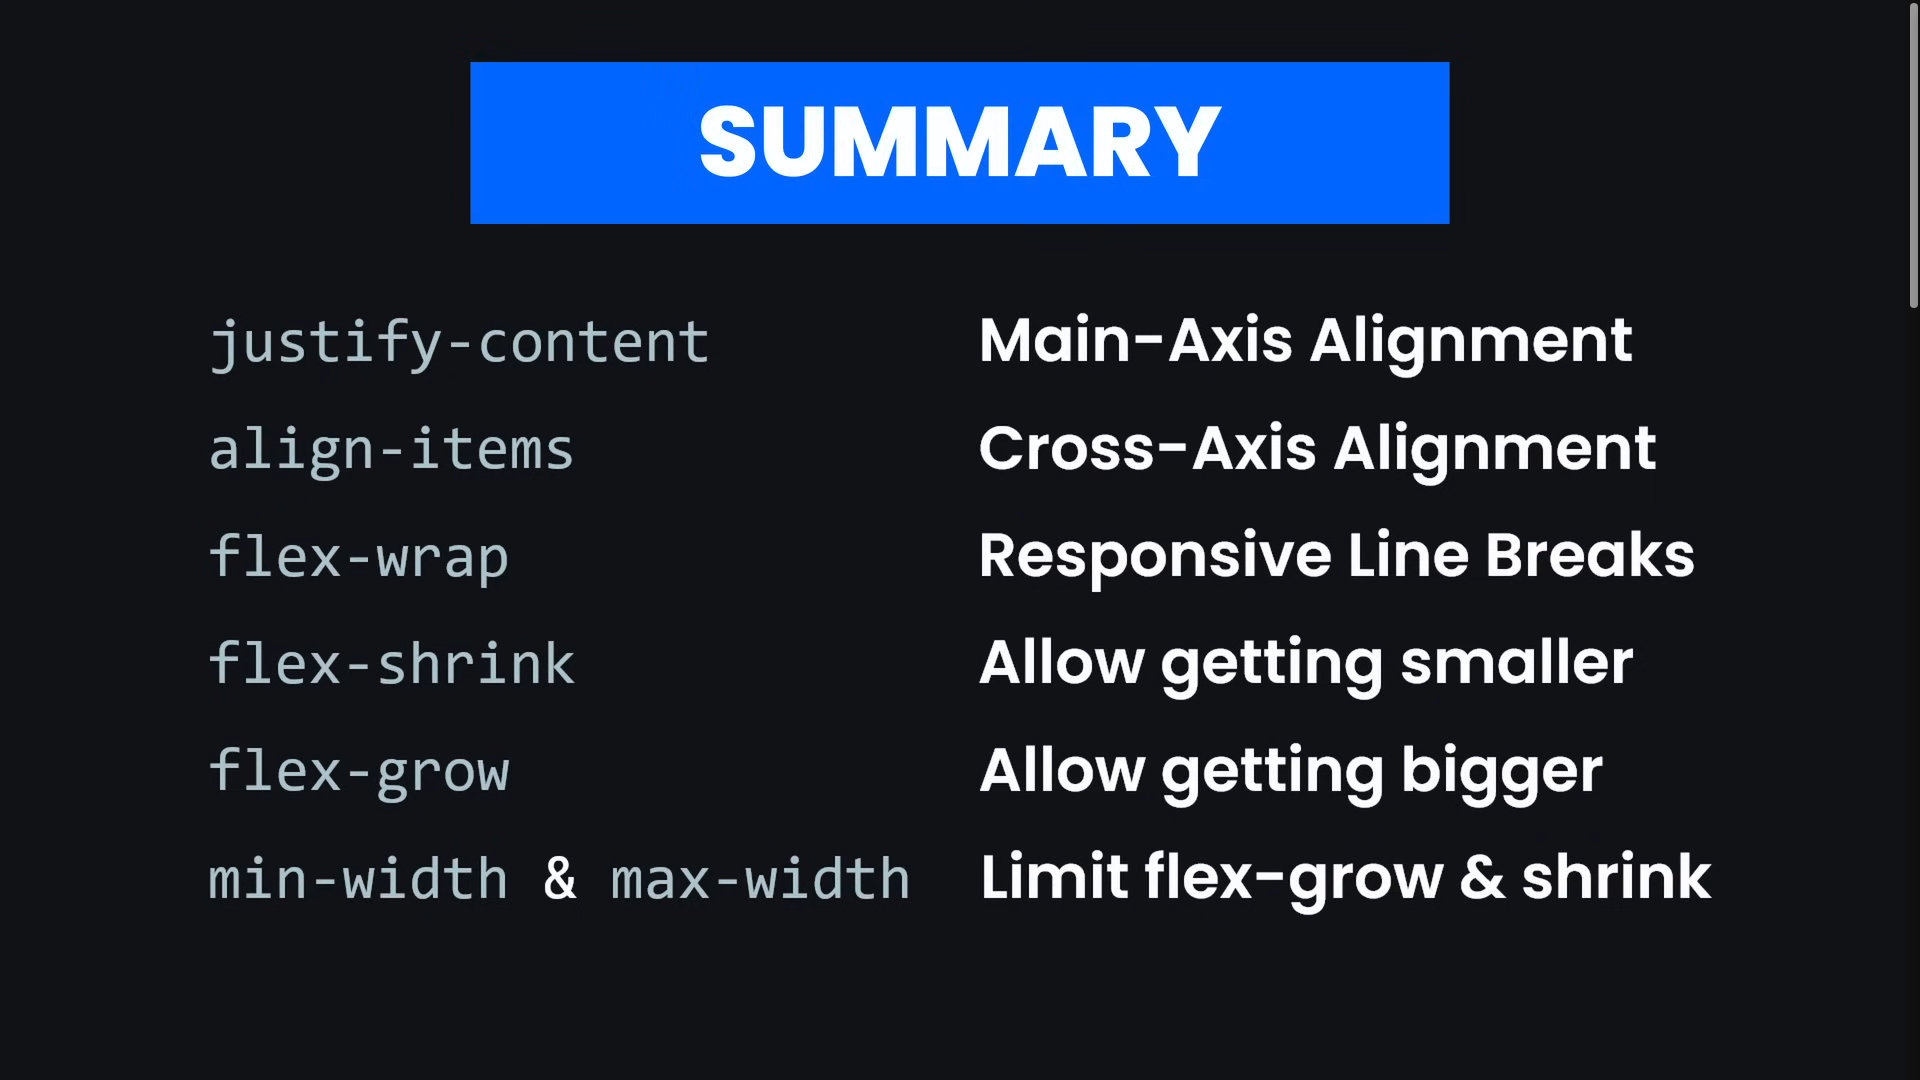 SUMMARY
justify-content Main-Axis Alignment
align-items Cross-Axis Alignment
flex-wrap Responsive Line Breaks
flex-shrink Allow getting smaller
flex-grow Allow getting bigger
min-width & max-width Limit flex-grow & shrink